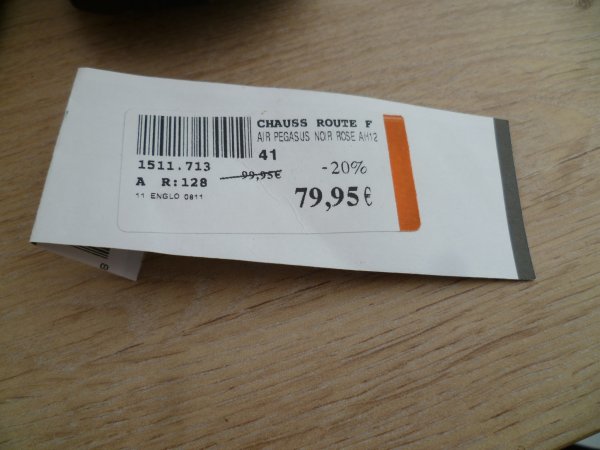 CHAUSS ROUTE F
AIR PEGASUS NOIR ROSE AH12
41
1511.713
99,95€
-20%
A R:128
79,95€
11 ENGLO 0811